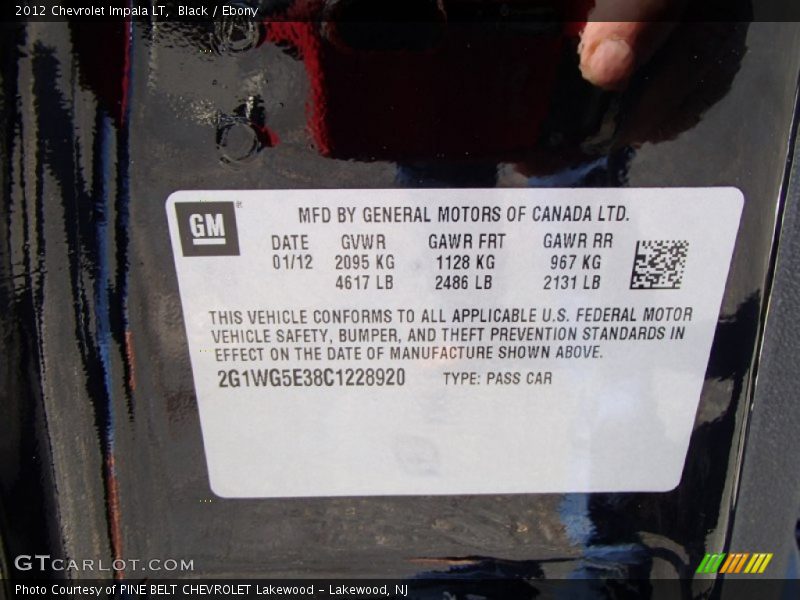 2012 Chevrolet Impala LT, Black / Ebony
GM®
MFD BY GENERAL MOTORS OF CANADA LTD.
DATE GVWR GAWR FRT GAWR RR
01/12 2095 KG 1128 KG 967 KG
4617 LB 2486 LB 2131 LB
THIS VEHICLE CONFORMS TO ALL APPLICABLE U.S. FEDERAL MOTOR
VEHICLE SAFETY, BUMPER, AND THEFT PREVENTION STANDARDS IN
EFFECT ON THE DATE OF MANUFACTURE SHOWN ABOVE.
2G1WG5E38C1228920 TYPE: PASS CAR
GTCARLOT.COM
Photo Courtesy of PINE BELT CHEVROLET Lakewood - Lakewood, NJ